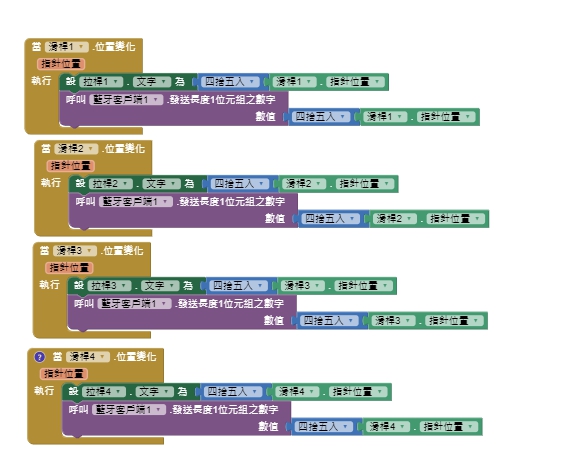 當 滑桿1 .位置變化
指針位置
執行 設 拉桿1 . 文字 為 四捨五入 滑桿1 . 指針位置
呼叫 藍牙客戶端1 .發送長度1位元組之數字
數值 四捨五入 滑桿1 . 指針位置
當 滑桿2 .位置變化
指針位置
執行 設 拉桿2 . 文字 為 四捨五入 滑桿2 . 指針位置
呼叫 藍牙客戶端1 .發送長度1位元組之數字
數值 四捨五入 滑桿2 . 指針位置
當 滑桿3 .位置變化
指針位置
執行 設 拉桿3 . 文字 為 四捨五入 滑桿3 . 指針位置
呼叫 藍牙客戶端1 .發送長度1位元組之數字
數值 四捨五入 滑桿3 . 指針位置
? 當 滑桿4 .位置變化
指針位置
執行 設 拉桿4 . 文字 為 四捨五入 滑桿4 . 指針位置
呼叫 藍牙客戶端1 .發送長度1位元組之數字
數值 四捨五入 滑桿4 . 指針位置